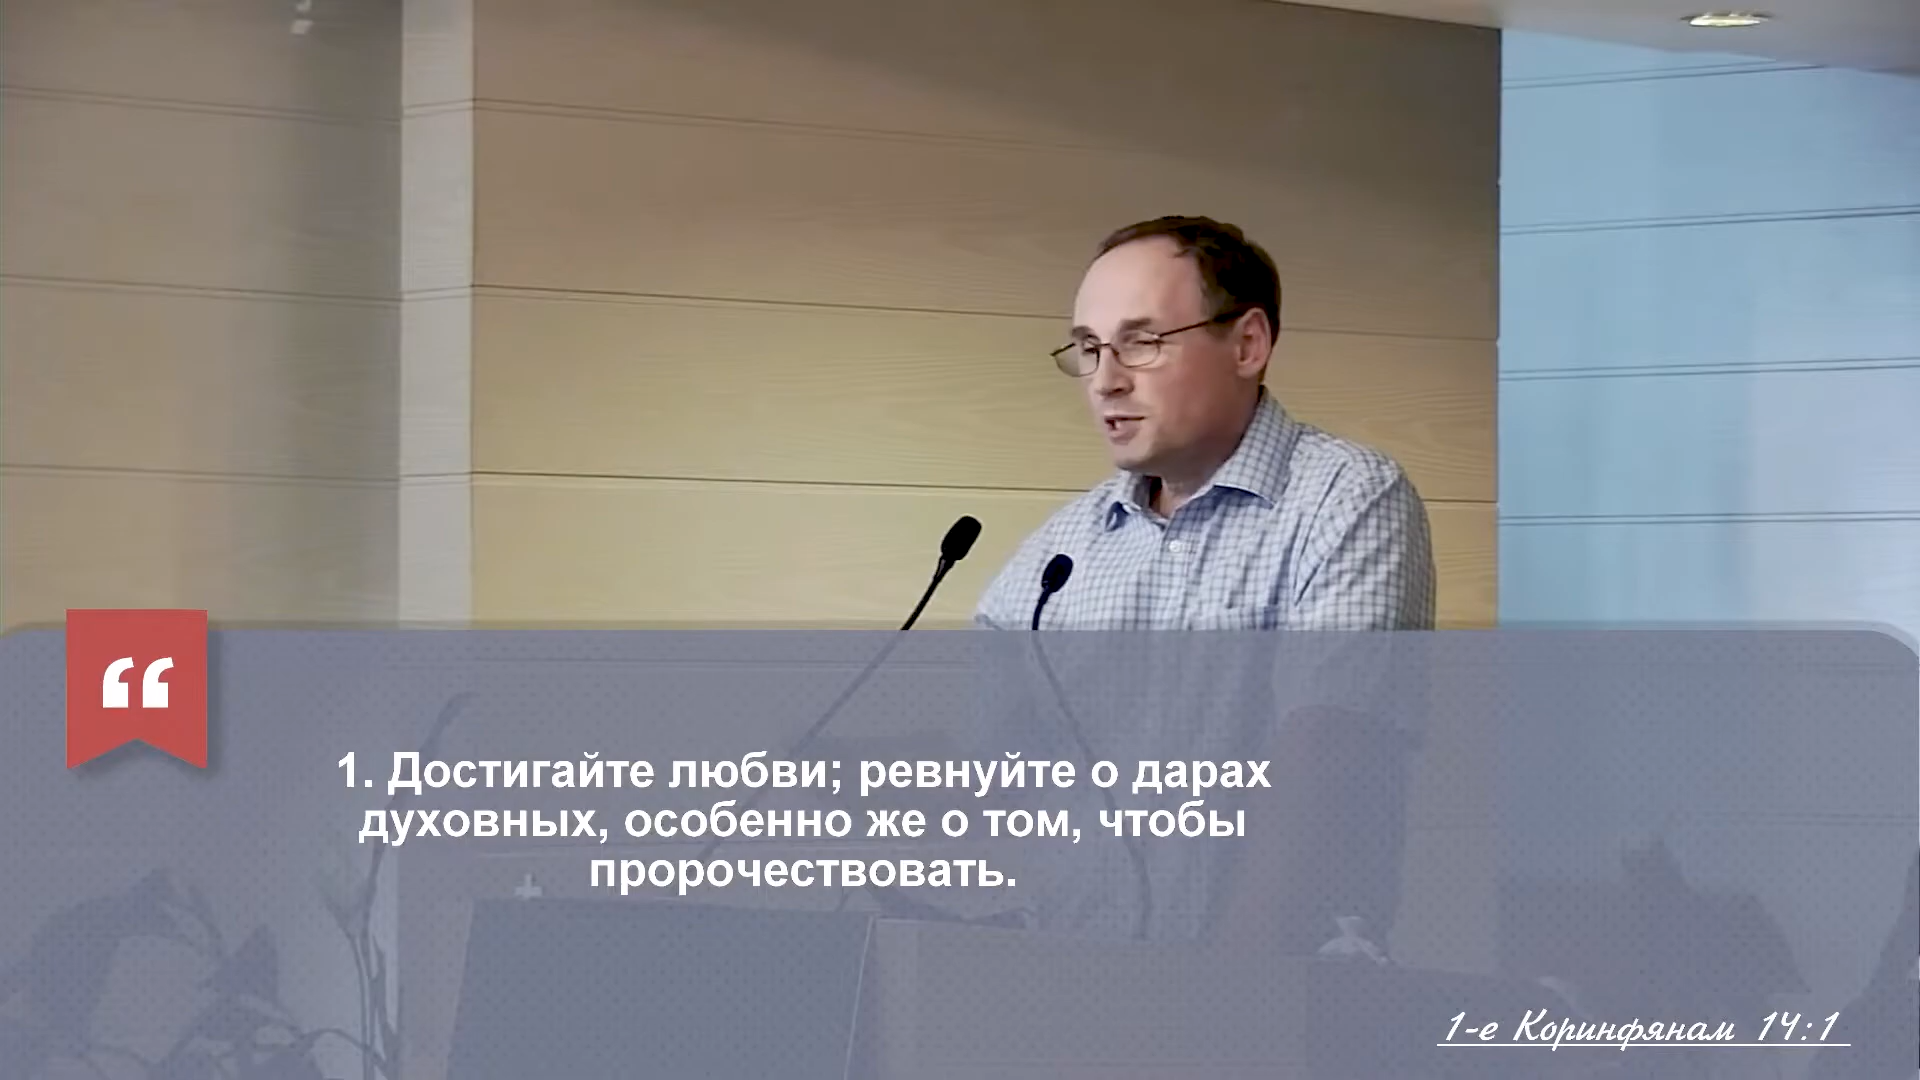 “
1. Достигайте любви; ревнуйте о дарах
духовных, особенно же о том, чтобы
пророчествовать.
1-е Коринфянам 14:1